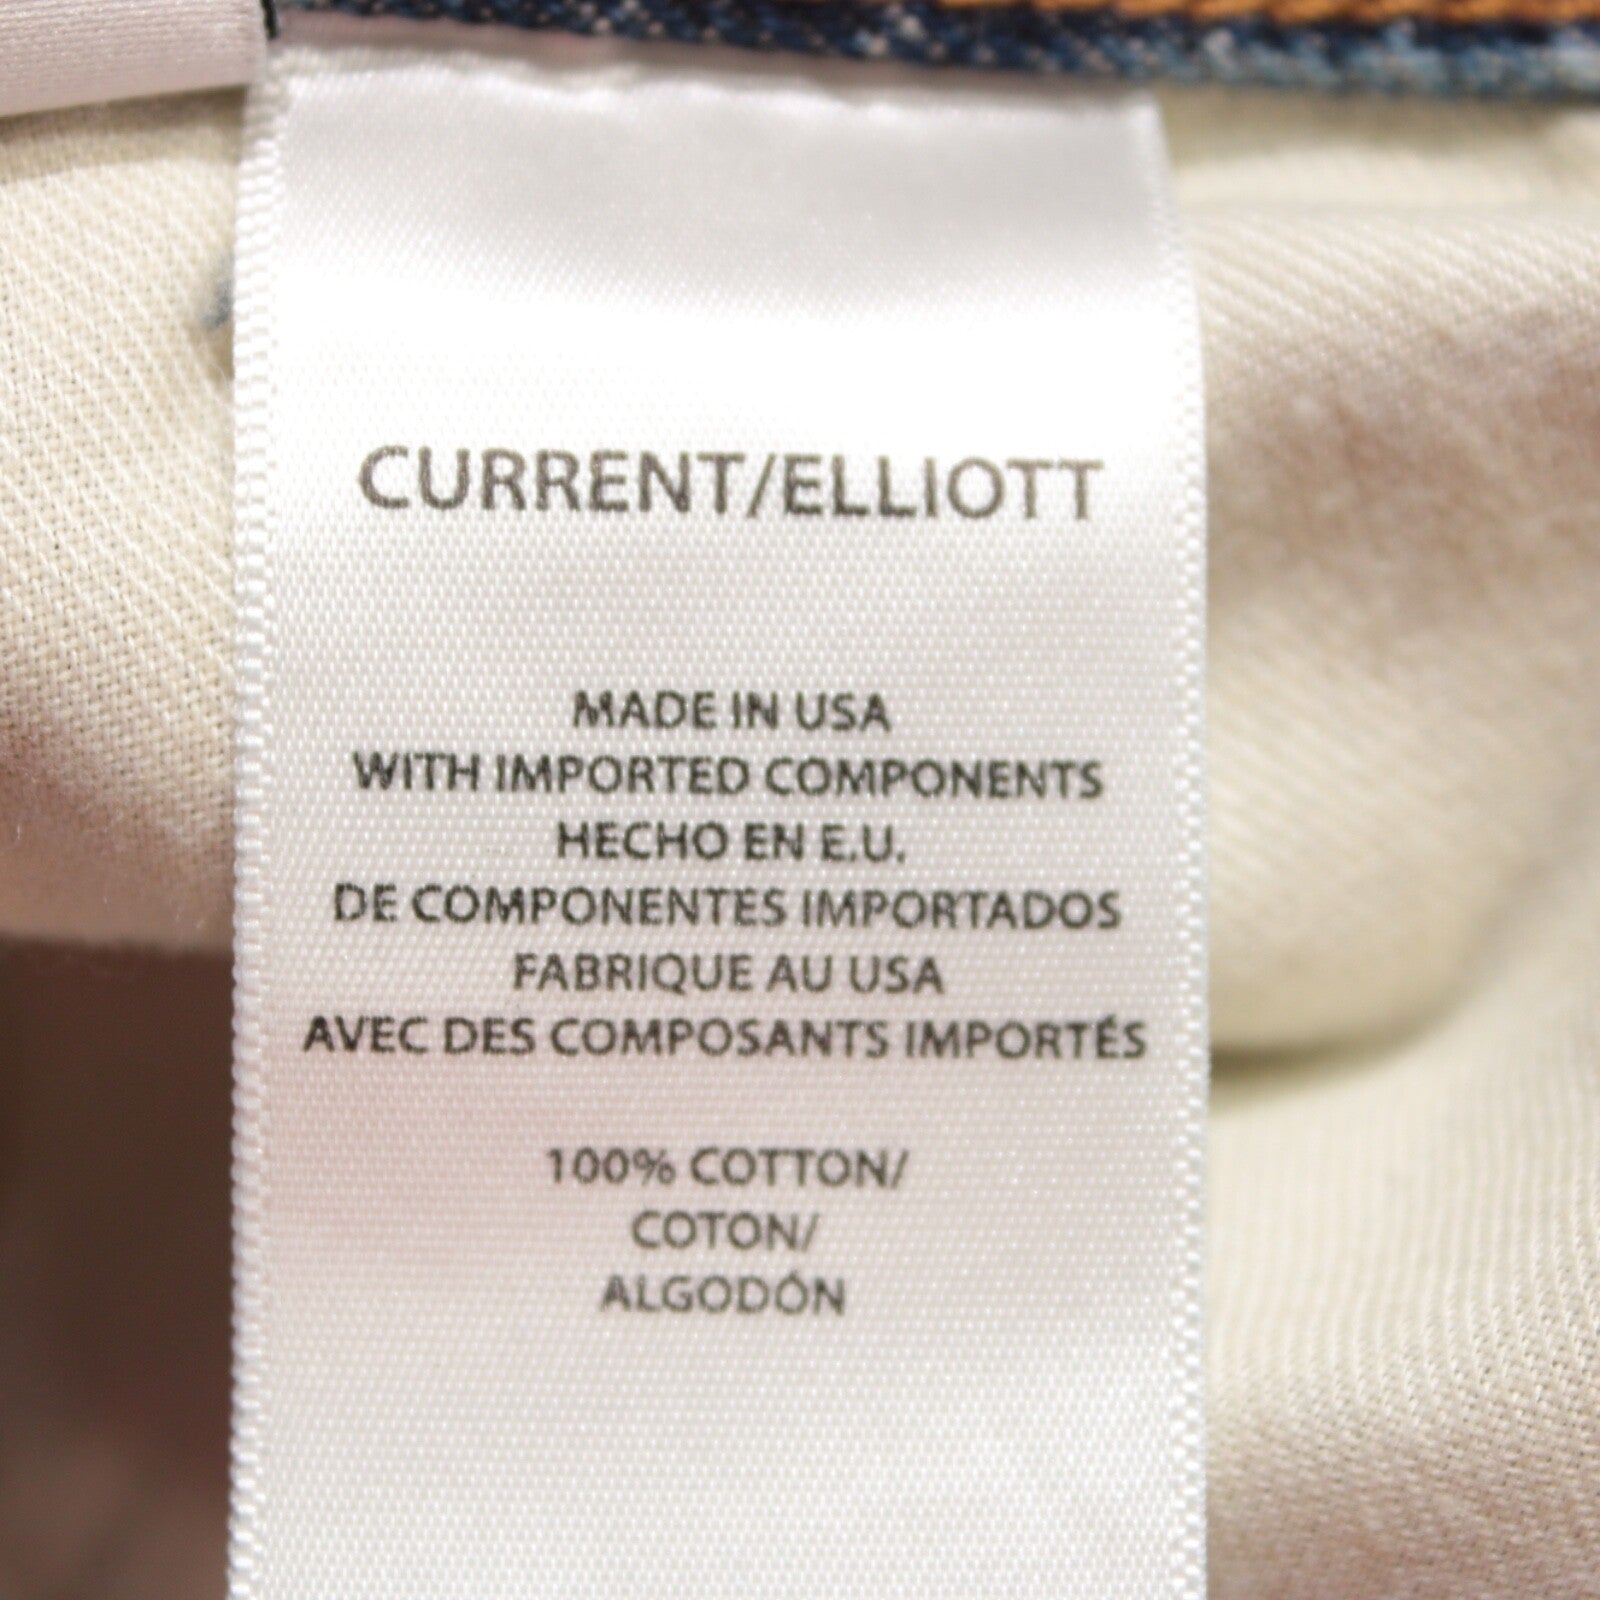 CURRENT/ELLIOTT
MADE IN USA
WITH IMPORTED COMPONENTS
HECHO EN E.U.
DE COMPONENTES IMPORTADOS
FABRIQUE AU USA
AVEC DES COMPOSANTS IMPORTÉS
100% COTTON/
COTON/
ALGODÓN